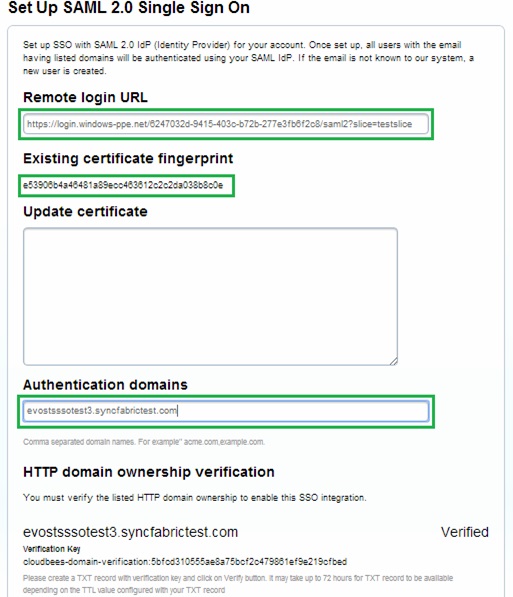 Set Up SAML 2.0 Single Sign On
Set up SSO with SAML 2.0 IdP (Identity Provider) for your account. Once set up, all users with the email
having listed domains will be authenticated using your SAML IdP. If the email is not known to our system, a
new user is created.
Remote login URL
https://login.windows-ppe.net/6247032d-9415-403c-b72b-277e3fb6f2c8/saml2?slice=testslice
Existing certificate fingerprint
e53906b4a46481a89ecc463612c2c2da038b8c0e
Update certificate
Authentication domains
evostsssotest3.syncfabrictest.com
Comma separated domain names. For example" acme.com,example.com.
HTTP domain ownership verification
You must verify the listed HTTP domain ownership to enable this SSO integration.
evostsssotest3.syncfabrictest.com Verified
Verification Key
cloudbees-domain-verification:5bfcd310555ae8a75bcf2c479861ef9e219cfbed
Please create a TXT record with verification key and click on Verify button. It may take up to 72 hours for TXT record to be available
depending on the TTL value configured with your TXT record